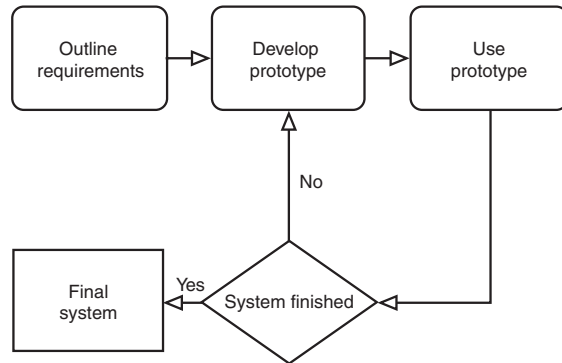 Outline
requirements
Develop
prototype
Use
prototype
No
Yes
Final
system
System finished